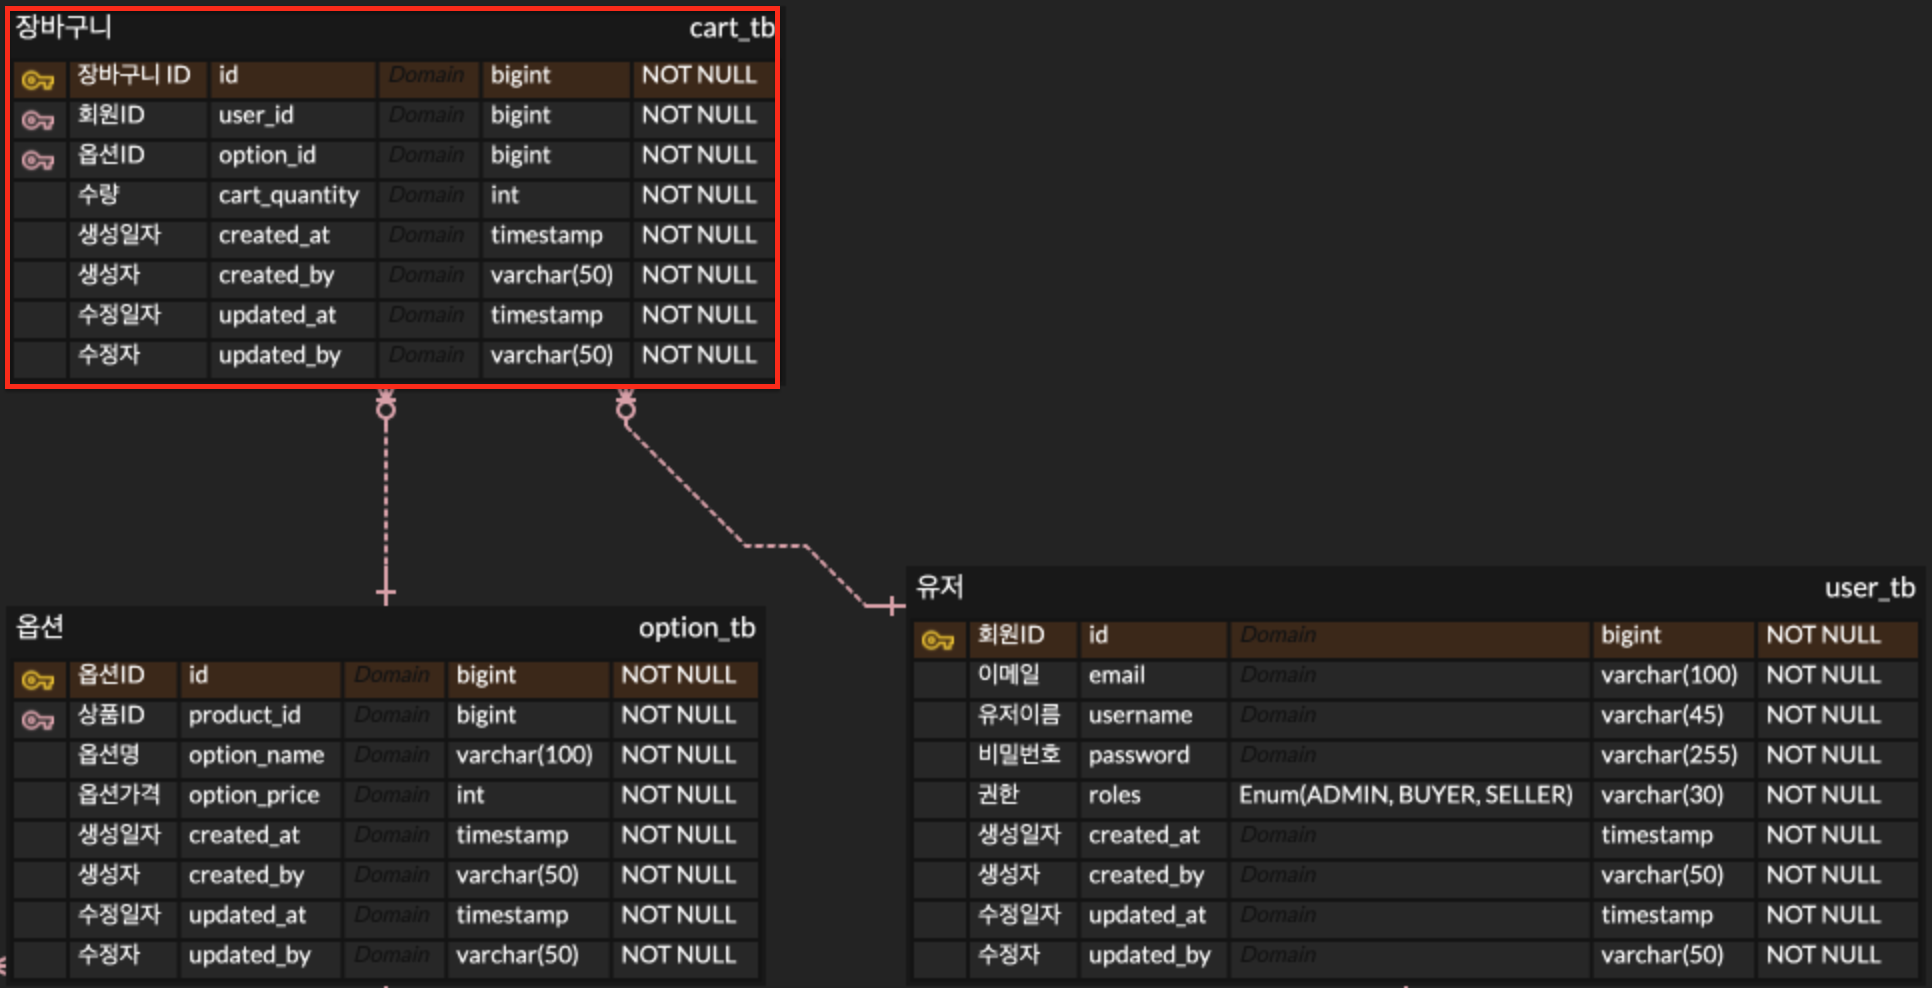 장바구니 cart_tb
장바구니 ID id Domain bigint NOT NULL
회원ID user_id Domain bigint NOT NULL
옵션ID option_id Domain bigint NOT NULL
수량 cart_quantity Domain int NOT NULL
생성일자 created_at Domain timestamp NOT NULL
생성자 created_by Domain varchar(50) NOT NULL
수정일자 updated_at Domain timestamp NOT NULL
수정자 updated_by Domain varchar(50) NOT NULL
옵션 option_tb
옵션ID id Domain bigint NOT NULL
상품ID product_id Domain bigint NOT NULL
옵션명 option_name Domain varchar(100) NOT NULL
옵션가격 option_price Domain int NOT NULL
생성일자 created_at Domain timestamp NOT NULL
생성자 created_by Domain varchar(50) NOT NULL
수정일자 updated_at Domain timestamp NOT NULL
수정자 updated_by Domain varchar(50) NOT NULL
유저 user_tb
회원ID id Domain bigint NOT NULL
이메일 email Domain varchar(100) NOT NULL
유저이름 username Domain varchar(45) NOT NULL
비밀번호 password Domain varchar(255) NOT NULL
권한 roles Enum(ADMIN, BUYER, SELLER) varchar(30) NOT NULL
생성일자 created_at Domain timestamp NOT NULL
생성자 created_by Domain varchar(50) NOT NULL
수정일자 updated_at Domain timestamp NOT NULL
수정자 updated_by Domain varchar(50) NOT NULL